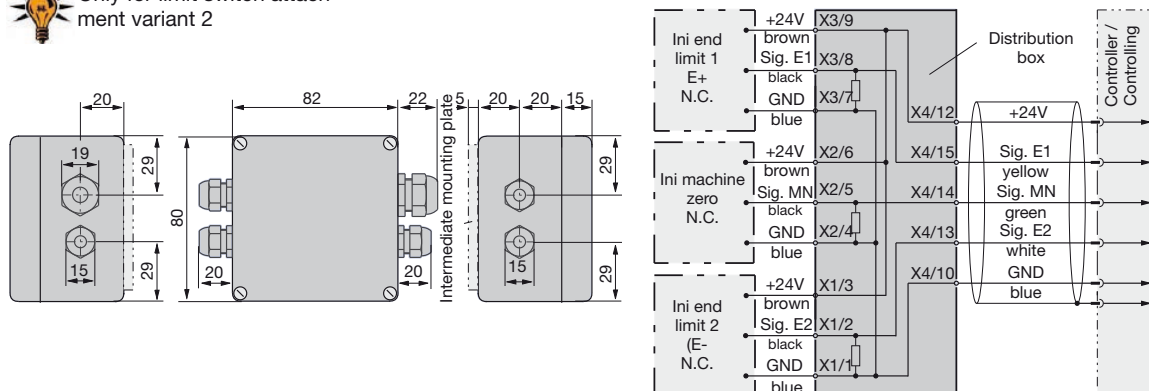 Only for limit switch attach-
ment variant 2
20
82
22
5
20
20
15
19
29
15
29
80
20
20
Intermediate mounting plate
29
15
29
Ini end
limit 1
E+
N.C.
+24V
brown
Sig. E1
black
GND
blue
X3/9
X3/8
X3/7
Ini machine
zero
N.C.
+24V
brown
Sig. MN
black
GND
blue
X2/6
X2/5
X2/4
Ini end
limit 2
(E-
N.C.
+24V
brown
Sig. E2
black
GND
blue
X1/3
X1/2
X1/1
Distribution
box
X4/12
X4/15
X4/14
X4/13
X4/10
+24V
Sig. E1
yellow
Sig. MN
green
Sig. E2
white
GND
blue
Controller /
Controlling